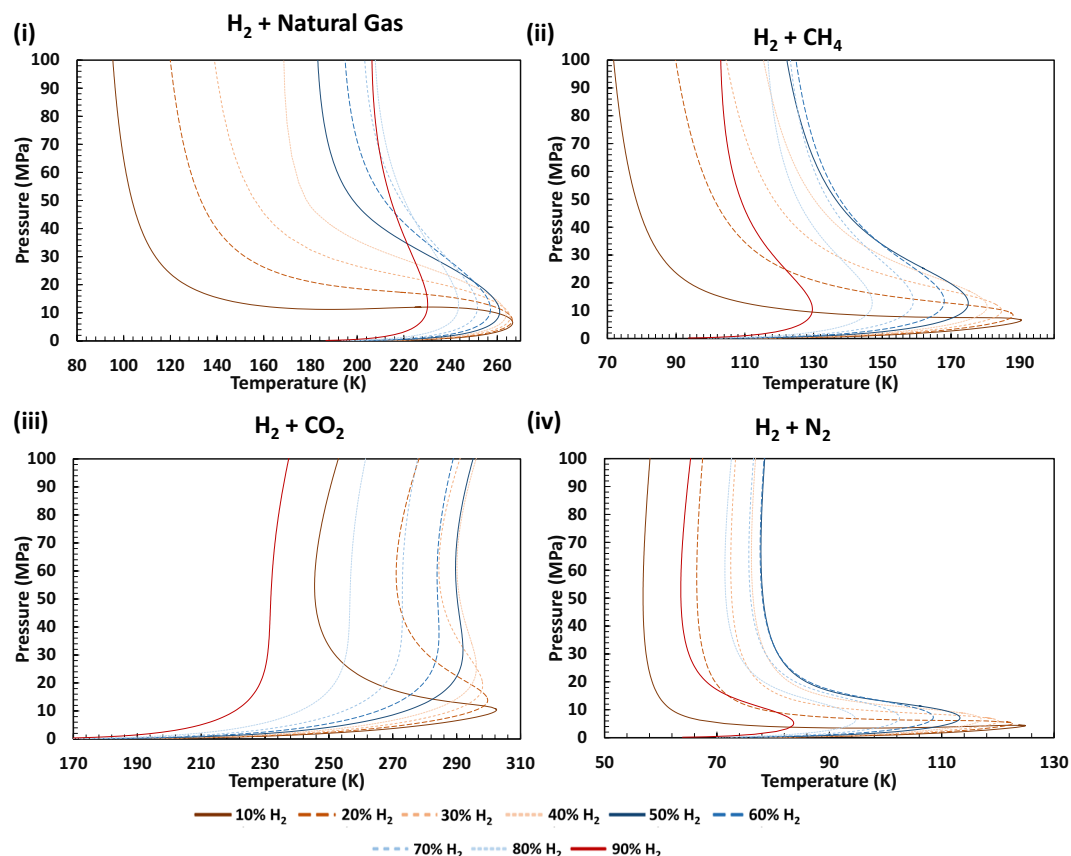 (i)
H₂ + Natural Gas
100
90
80
70
60
50
40
30
20
10
0
Pressure (MPa)
80 100 120 140 160 180 200 220 240 260
Temperature (K)
(ii)
H₂ + CH₄
100
90
80
70
60
50
40
30
20
10
0
Pressure (MPa)
70 90 110 130 150 170 190
Temperature (K)
(iii)
H₂ + CO₂
100
90
80
70
60
50
40
30
20
10
0
Pressure (MPa)
170 190 210 230 250 270 290 310
Temperature (K)
(iv)
H₂ + N₂
100
90
80
70
60
50
40
30
20
10
0
Pressure (MPa)
50 70 90 110 130
Temperature (K)
10% H₂ 20% H₂ 30% H₂ 40% H₂ 50% H₂ 60% H₂
70% H₂ 80% H₂ 90% H₂